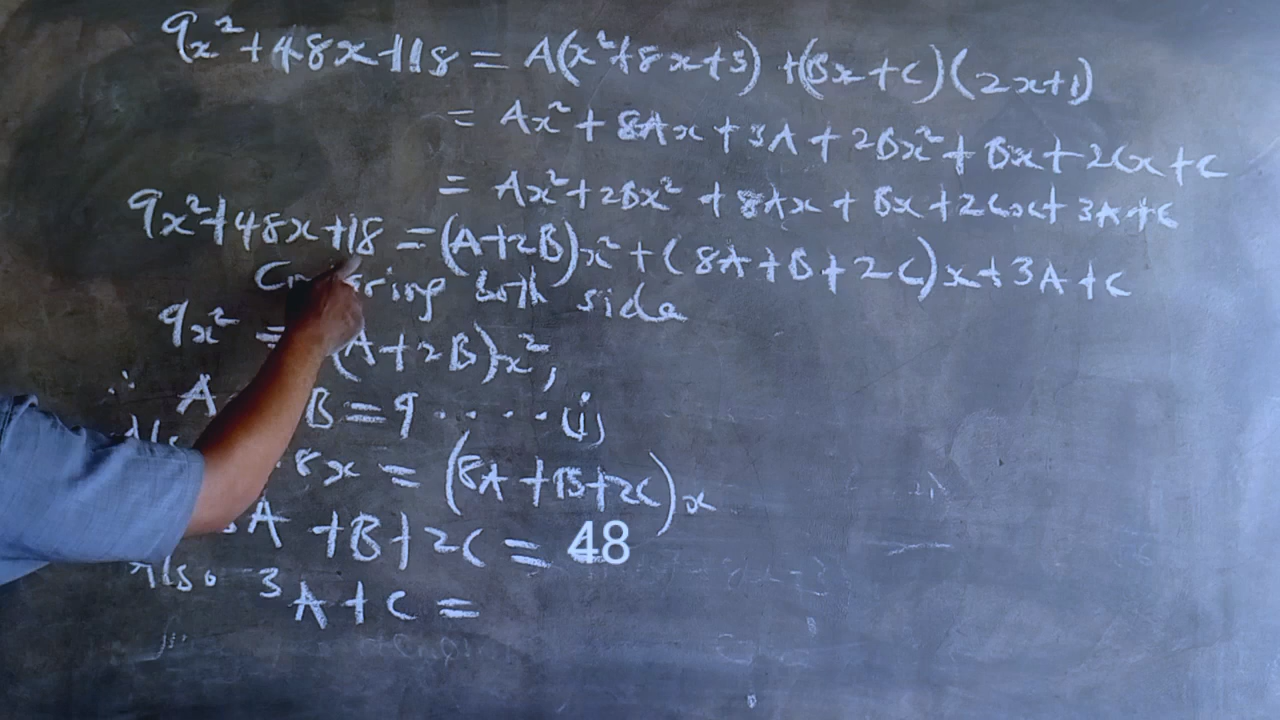 9x²+48x+18 = A(x²+8x+3) +(Bx+C)(2x+1)
= Ax²+8Ax+3A+2Bx²+Bx+2Cx+C
= Ax²+2Bx²+8Ax+Bx+2Cx+3A+C
9x²+48x+18 =(A+2B)x²+(8A+B+2C)x+3A+C
both side
9x² = (A+2B)x²,
∴ A B=9.....(i)
8x = (8A+B+2C)x
A +B+2C = 48
Also 3A+C =